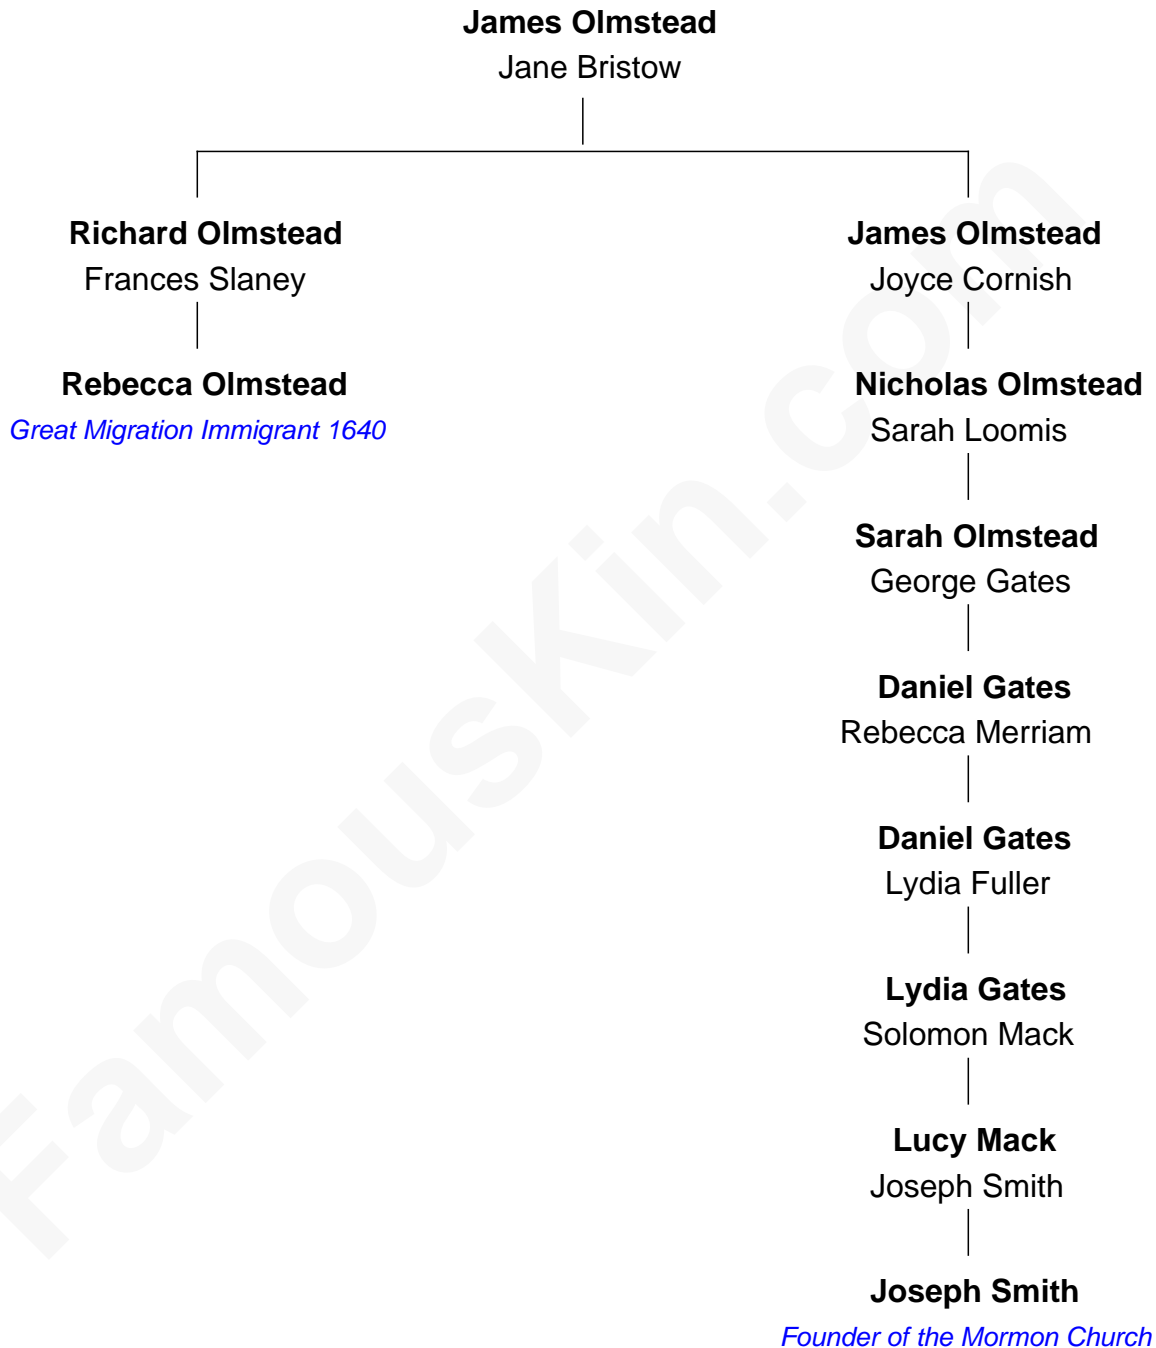 James Olmstead
Jane Bristow
Richard Olmstead
Frances Slaney
Rebecca Olmstead
Great Migration Immigrant 1640
James Olmstead
Joyce Cornish
Nicholas Olmstead
Sarah Loomis
Sarah Olmstead
George Gates
Daniel Gates
Rebecca Merriam
Daniel Gates
Lydia Fuller
Lydia Gates
Solomon Mack
Lucy Mack
Joseph Smith
Joseph Smith
Founder of the Mormon Church
FamousKin.com